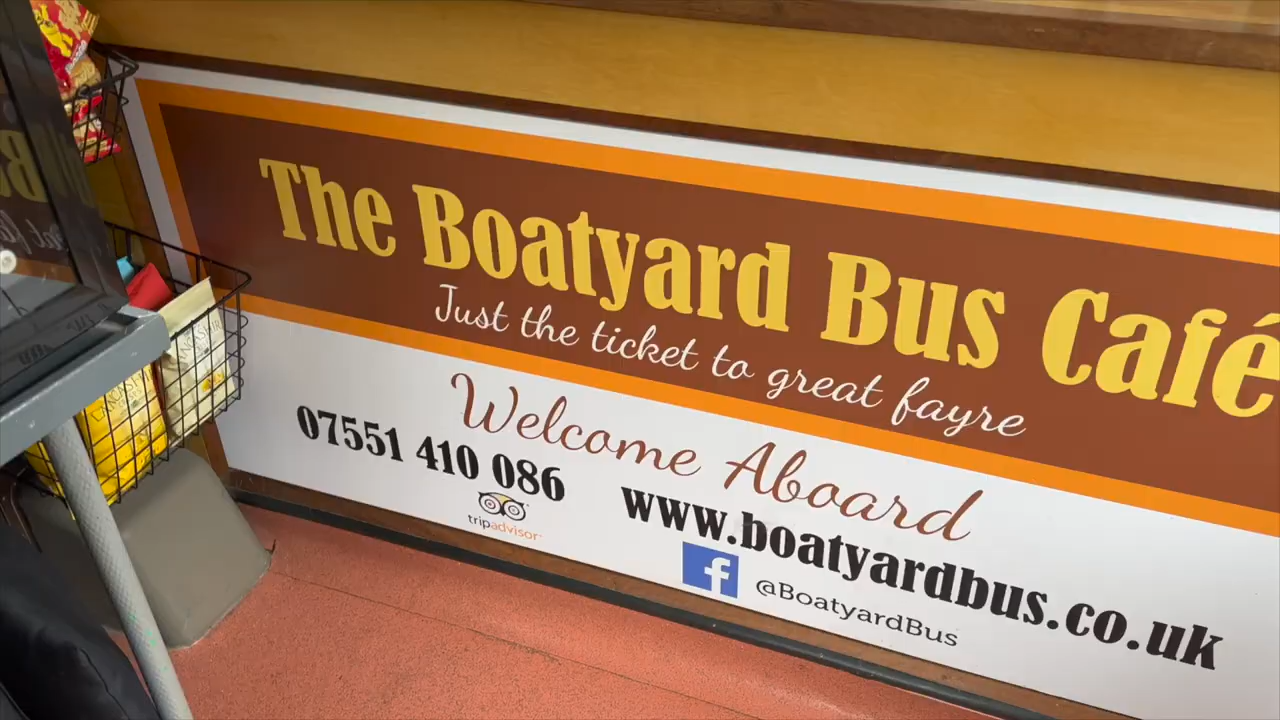 The Boatyard Bus Café
Just the ticket to great fayre
Welcome Aboard
07551 410 086
www.boatyardbus.co.uk
tripadvisor
f @BoatyardBus